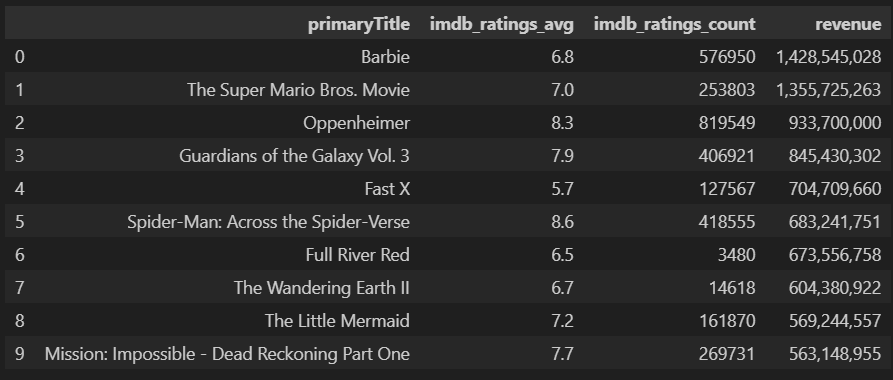 primaryTitle imdb_ratings_avg imdb_ratings_count revenue
0 Barbie 6.8 576950 1,428,545,028
1 The Super Mario Bros. Movie 7.0 253803 1,355,725,263
2 Oppenheimer 8.3 819549 933,700,000
3 Guardians of the Galaxy Vol. 3 7.9 406921 845,430,302
4 Fast X 5.7 127567 704,709,660
5 Spider-Man: Across the Spider-Verse 8.6 418555 683,241,751
6 Full River Red 6.5 3480 673,556,758
7 The Wandering Earth II 6.7 14618 604,380,922
8 The Little Mermaid 7.2 161870 569,244,557
9 Mission: Impossible - Dead Reckoning Part One 7.7 269731 563,148,955